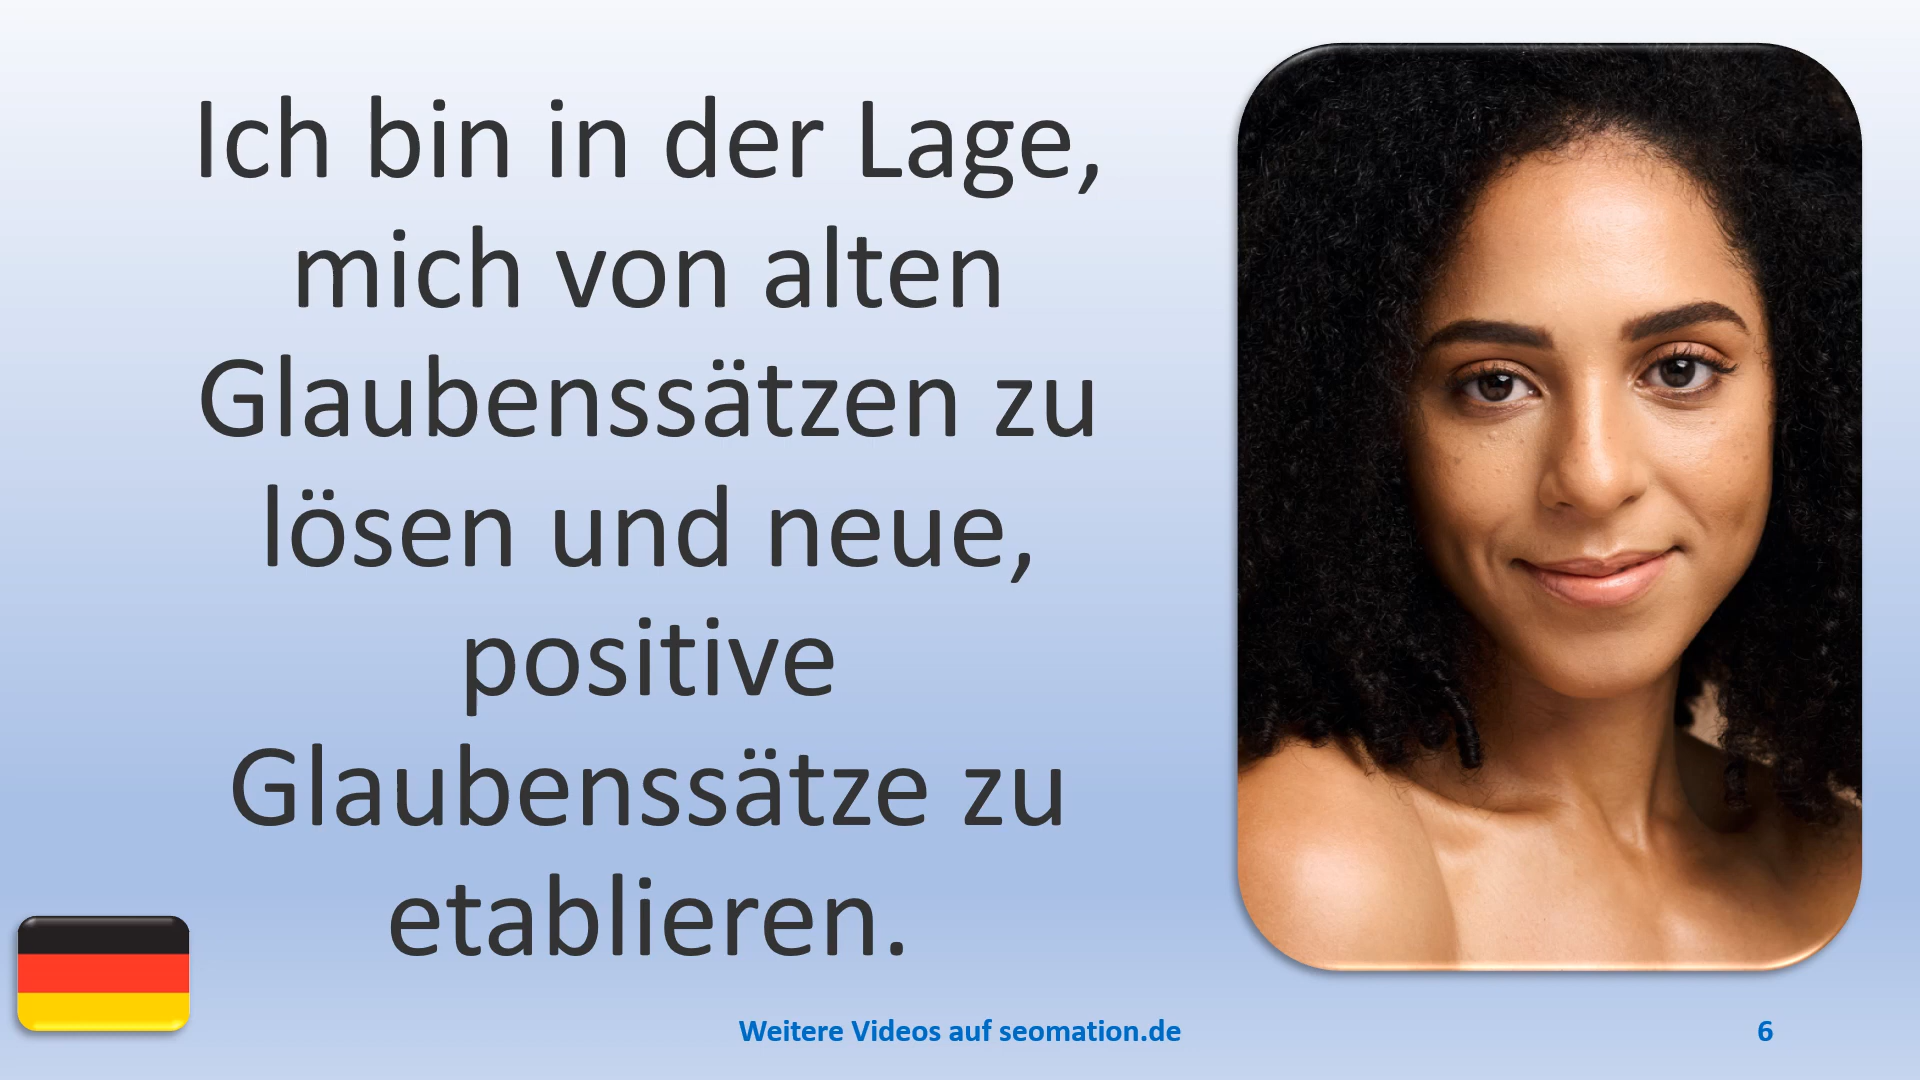 Ich bin in der Lage,
mich von alten
Glaubenssätzen zu
lösen und neue,
positive
Glaubenssätze zu
etablieren.
Weitere Videos auf seomation.de
6